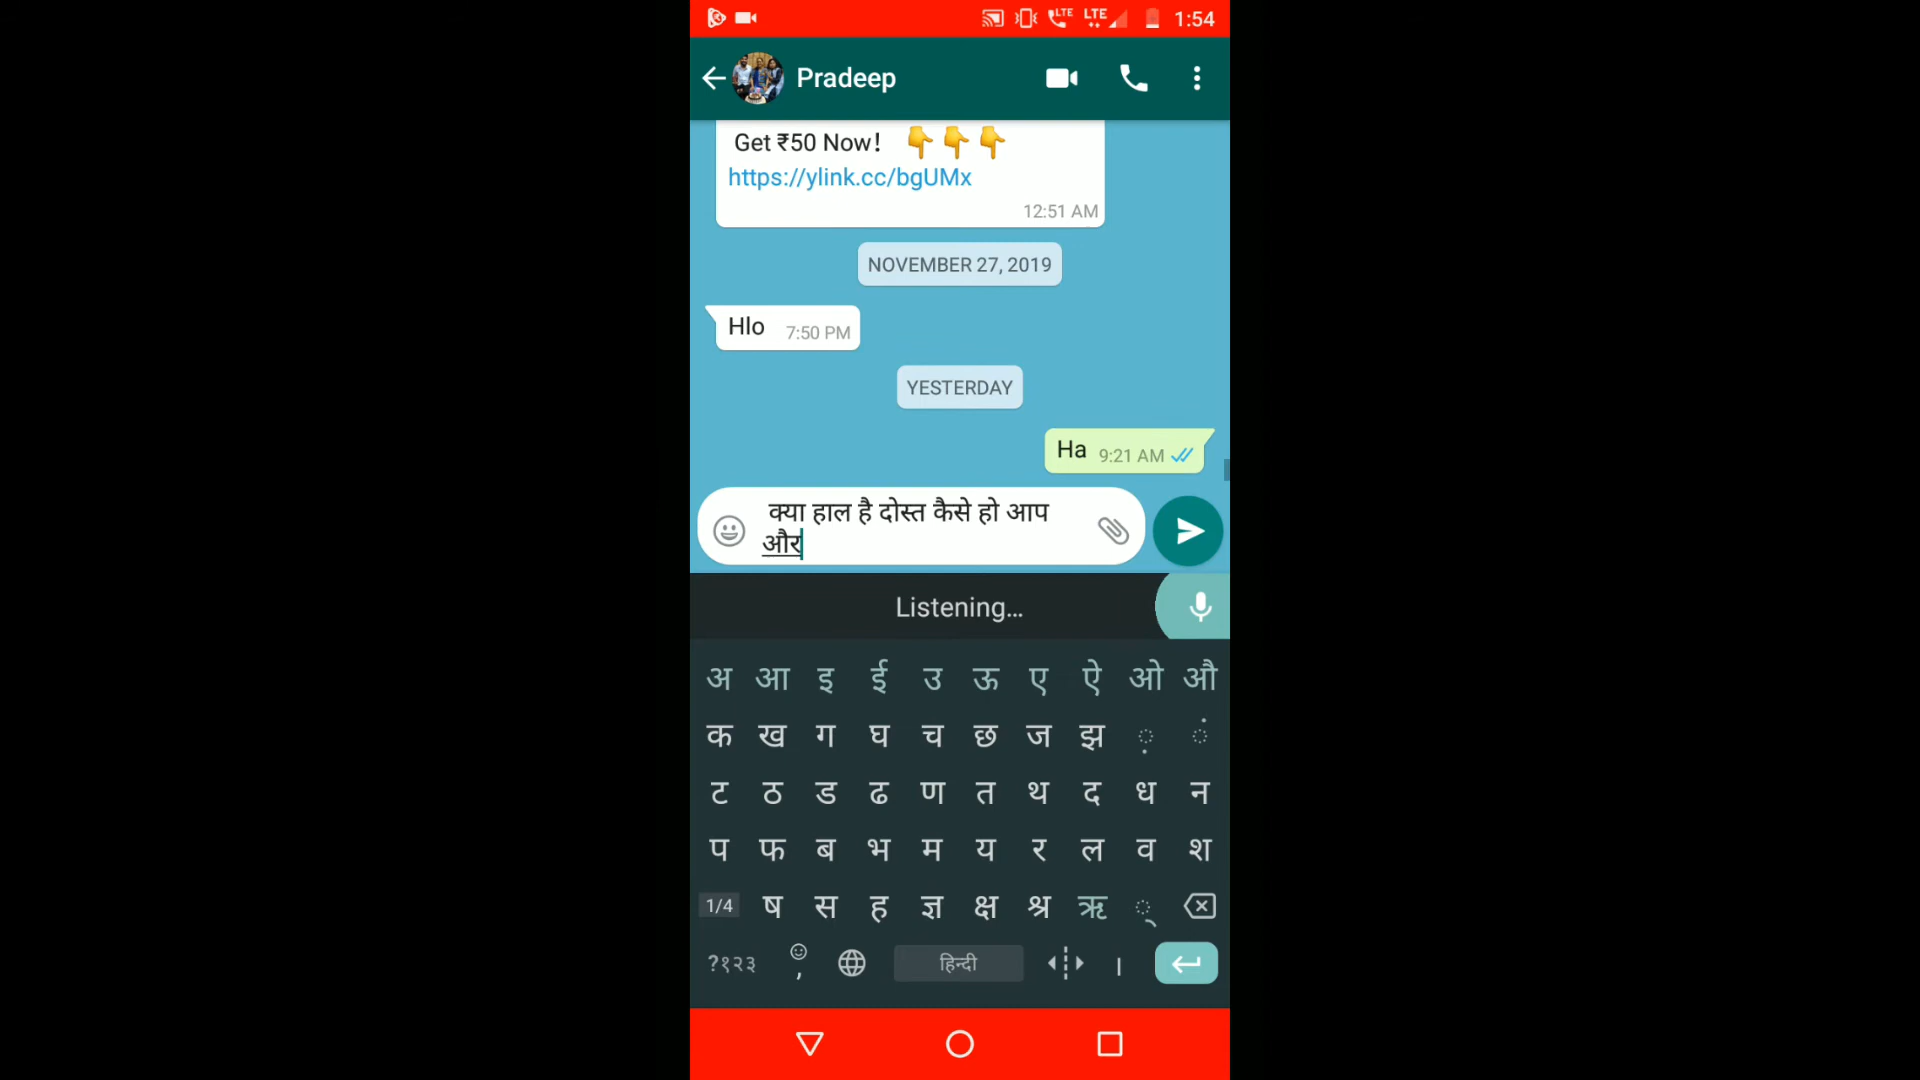 1:54
Pradeep
Get ₹50 Now!
https://ylink.cc/bgUMx
12:51 AM
NOVEMBER 27, 2019
Hlo 7:50 PM
YESTERDAY
Ha 9:21 AM
क्या हाल है दोस्त कैसे हो आप
और
Listening...
अ आ इ ई उ ऊ ए ऐ ओ औ
क ख ग घ च छ ज झ ़ ं
ट ठ ड ढ ण त थ द ध न
प फ ब भ म य र ल व श
1/4 ष स ह ज्ञ क्ष श्र ऋ ्
?१२३ , हिन्दी ।